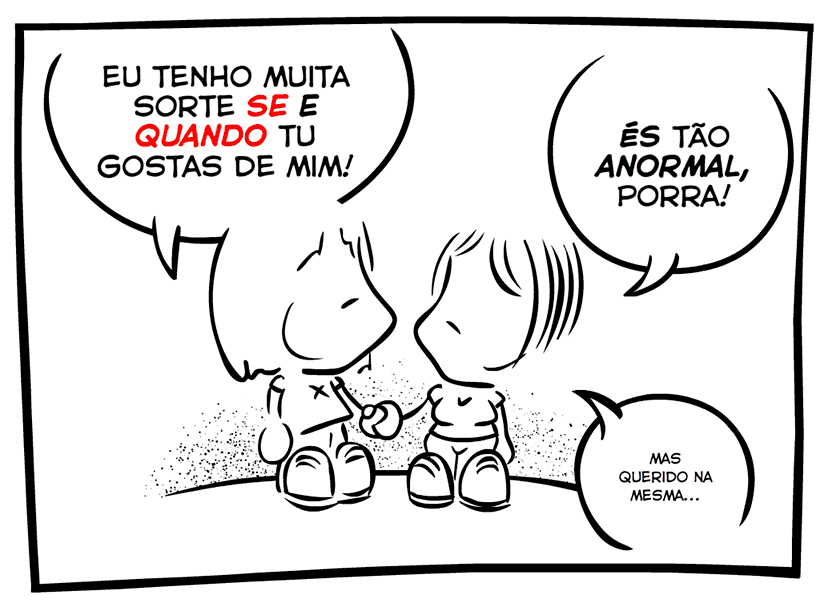 EU TENHO MUITA
SORTE SE E
QUANDO TU
GOSTAS DE MIM!
ÉS TÃO
ANORMAL,
PORRA!
MAS
QUERIDO NA
MESMA...